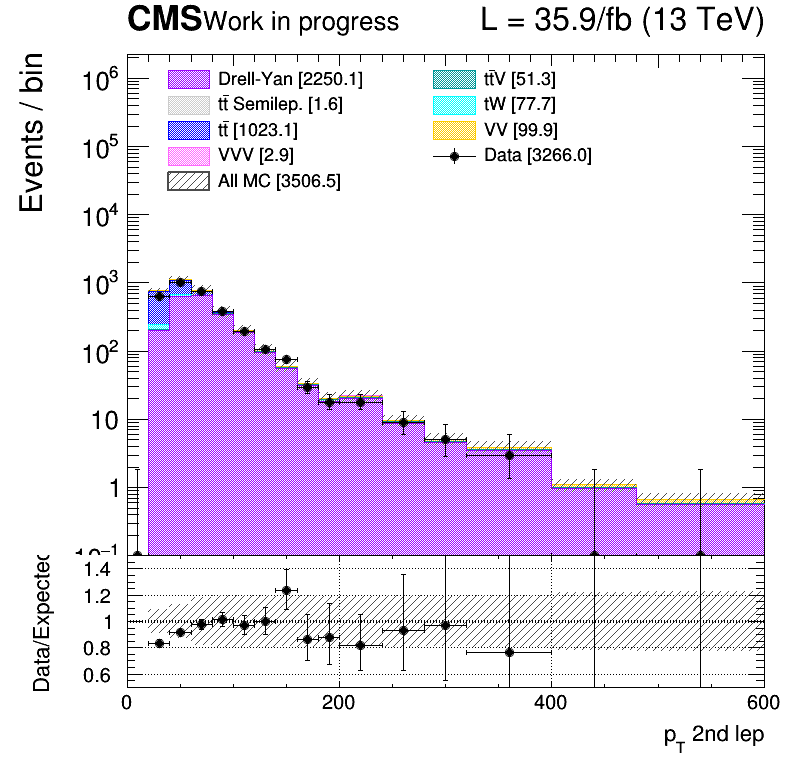 CMS Work in progress L = 35.9/fb (13 TeV)
Events / bin
Drell-Yan [2250.1]
tt̄V [51.3]
tt̄ Semilep. [1.6]
tW [77.7]
tt̄ [1023.1]
VV [99.9]
VVV [2.9]
Data [3266.0]
All MC [3506.5]
10⁶
10⁵
10⁴
10³
10²
10
1
10⁻¹
Data/Expected
1.4
1.2
1
0.8
0.6
0 200 400 600
p_T 2nd lep